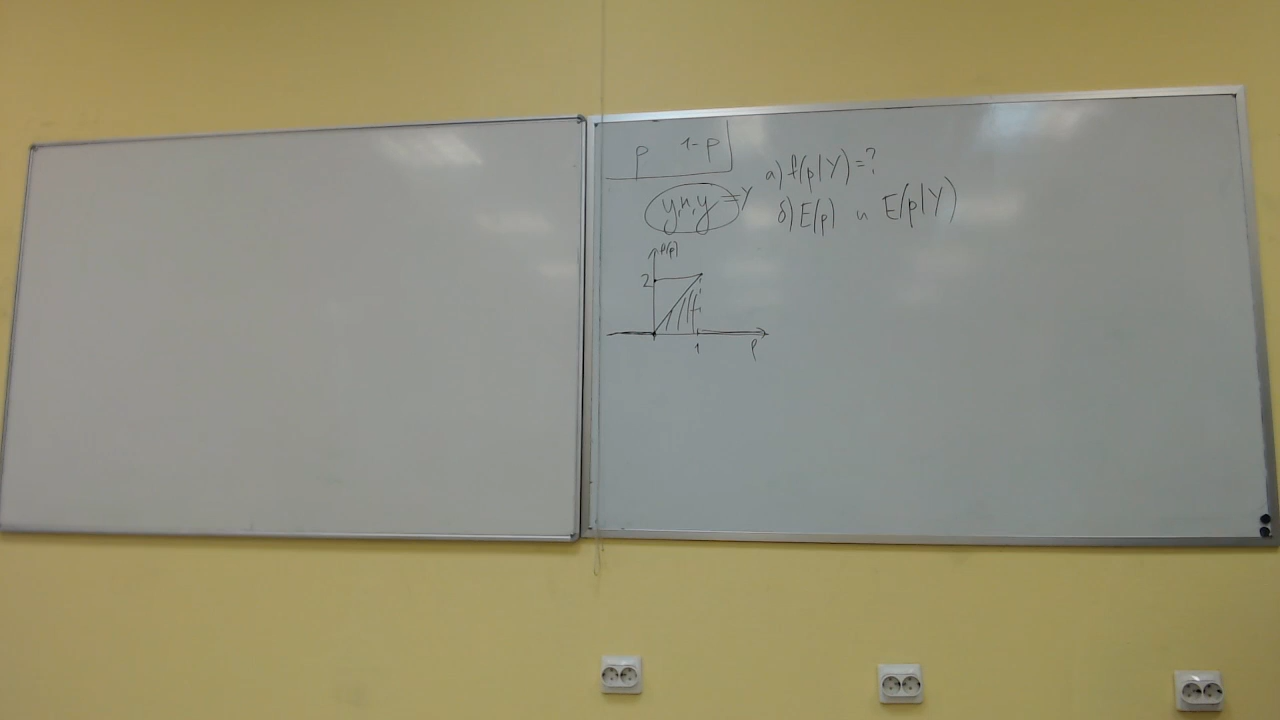 p 1-p
y, н, y = Y
а) f(p|Y)=?
б) E(p) и E(p|Y)
p(p)
2
1
p